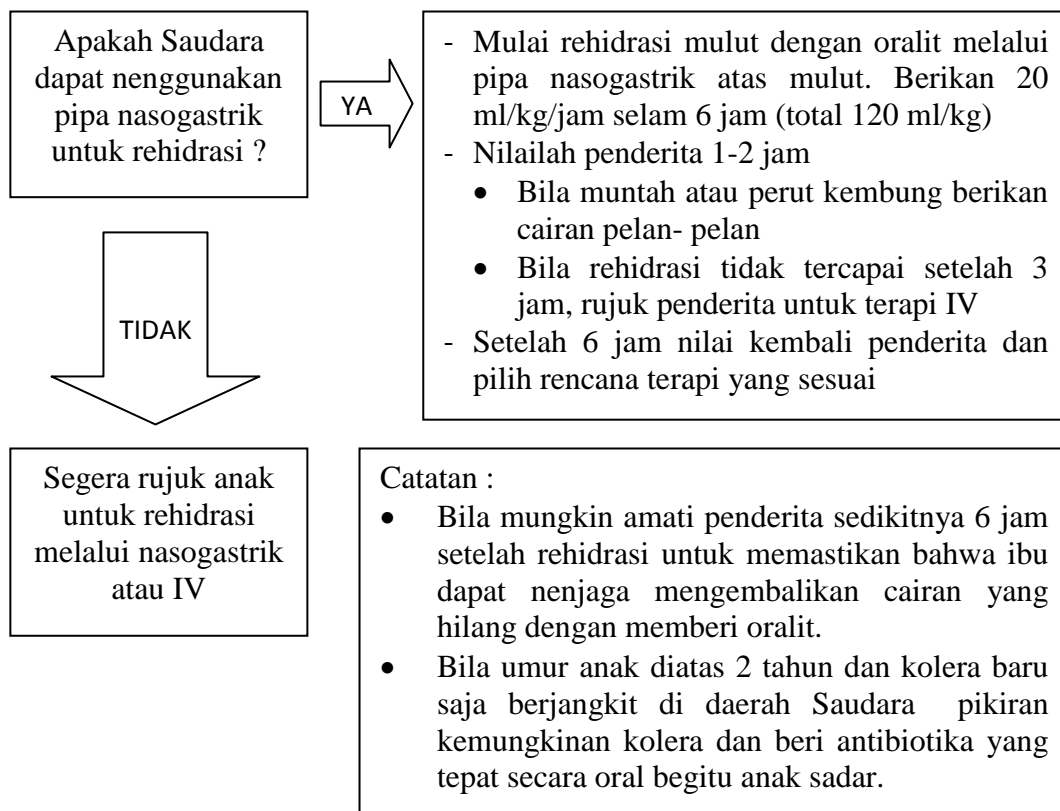 Apakah Saudara
dapat nenggunakan
pipa nasogastrik
untuk rehidrasi ?
YA
- Mulai rehidrasi mulut dengan oralit melalui
pipa nasogastrik atas mulut. Berikan 20
ml/kg/jam selam 6 jam (total 120 ml/kg)
- Nilailah penderita 1-2 jam
• Bila muntah atau perut kembung berikan
cairan pelan- pelan
• Bila rehidrasi tidak tercapai setelah 3
jam, rujuk penderita untuk terapi IV
- Setelah 6 jam nilai kembali penderita dan
pilih rencana terapi yang sesuai
TIDAK
Segera rujuk anak
untuk rehidrasi
melalui nasogastrik
atau IV
Catatan :
• Bila mungkin amati penderita sedikitnya 6 jam
setelah rehidrasi untuk memastikan bahwa ibu
dapat nenjaga mengembalikan cairan yang
hilang dengan memberi oralit.
• Bila umur anak diatas 2 tahun dan kolera baru
saja berjangkit di daerah Saudara pikiran
kemungkinan kolera dan beri antibiotika yang
tepat secara oral begitu anak sadar.